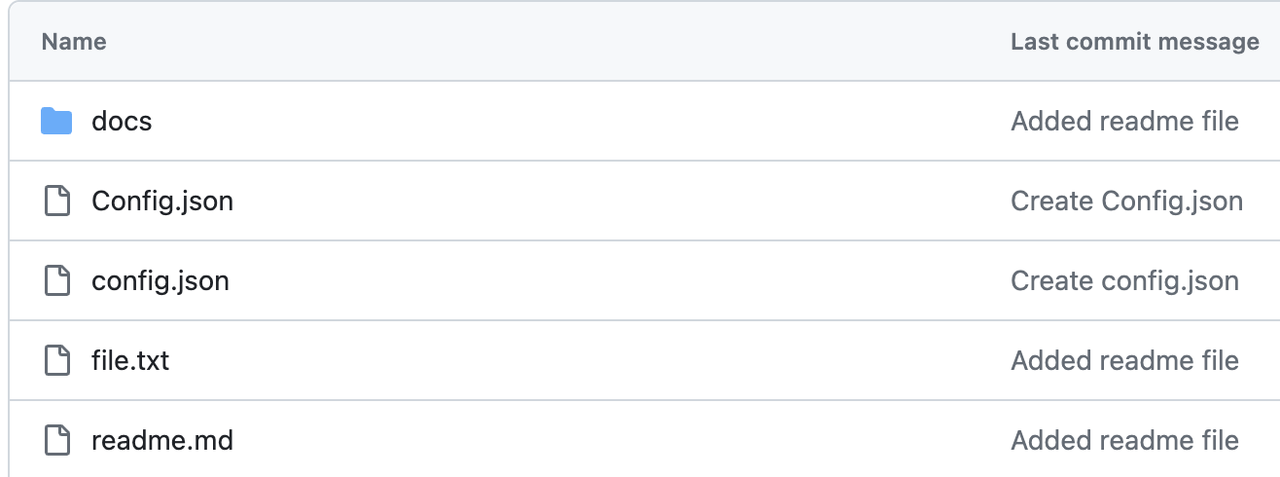 Name Last commit message
docs Added readme file
Config.json Create Config.json
config.json Create config.json
file.txt Added readme file
readme.md Added readme file